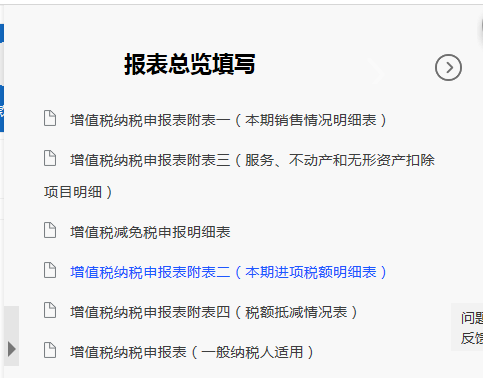 报表总览填写
增值税纳税申报表附表一（本期销售情况明细表）
增值税纳税申报表附表三（服务、不动产和无形资产扣除
项目明细）
增值税减免税申报明细表
增值税纳税申报表附表二（本期进项税额明细表）
增值税纳税申报表附表四（税额抵减情况表）
问题
反馈
增值税纳税申报表（一般纳税人适用）